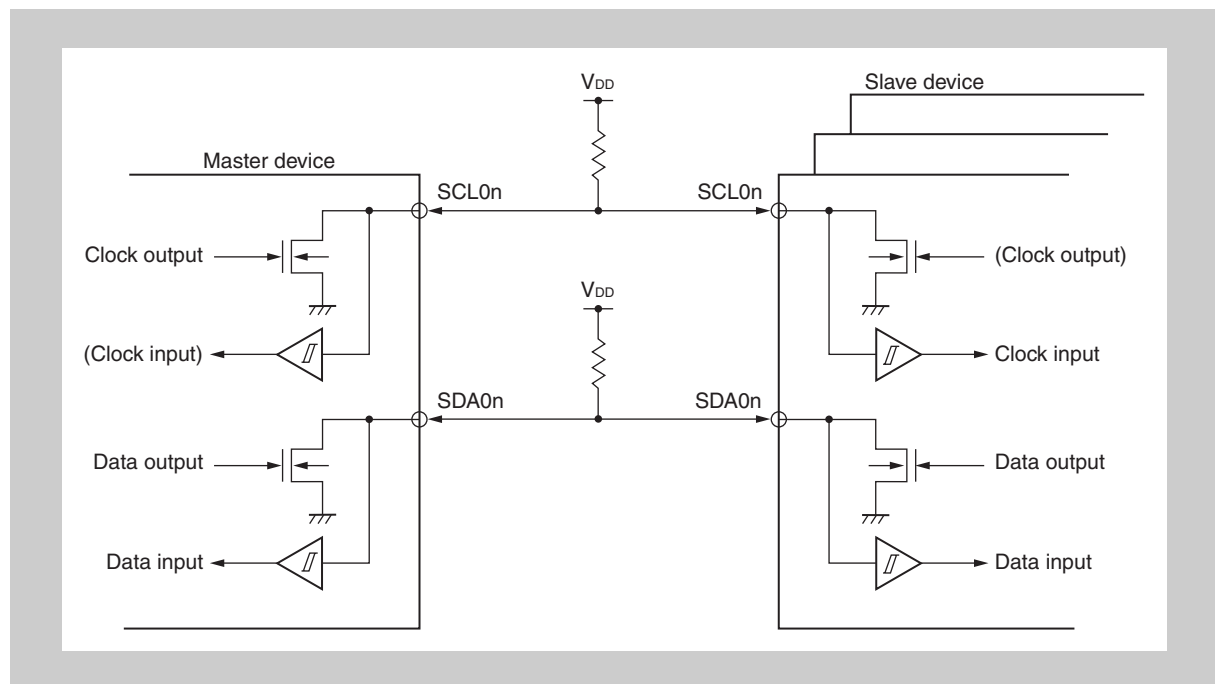 VDD
Slave device
Master device
SCL0n
SCL0n
Clock output
(Clock output)
VDD
(Clock input)
Clock input
SDA0n
SDA0n
Data output
Data output
Data input
Data input